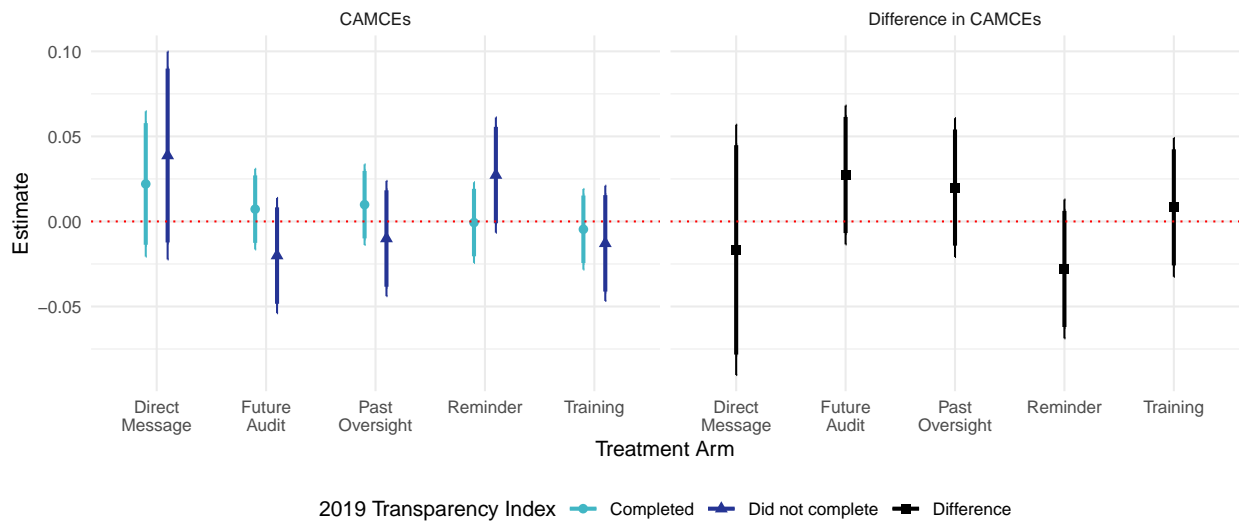 CAMCEs
Difference in CAMCEs
0.10
0.05
0.00
−0.05
Estimate
Direct
Message
Future
Audit
Past
Oversight
Reminder
Training
Direct
Message
Future
Audit
Past
Oversight
Reminder
Training
Treatment Arm
2019 Transparency Index Completed Did not complete Difference